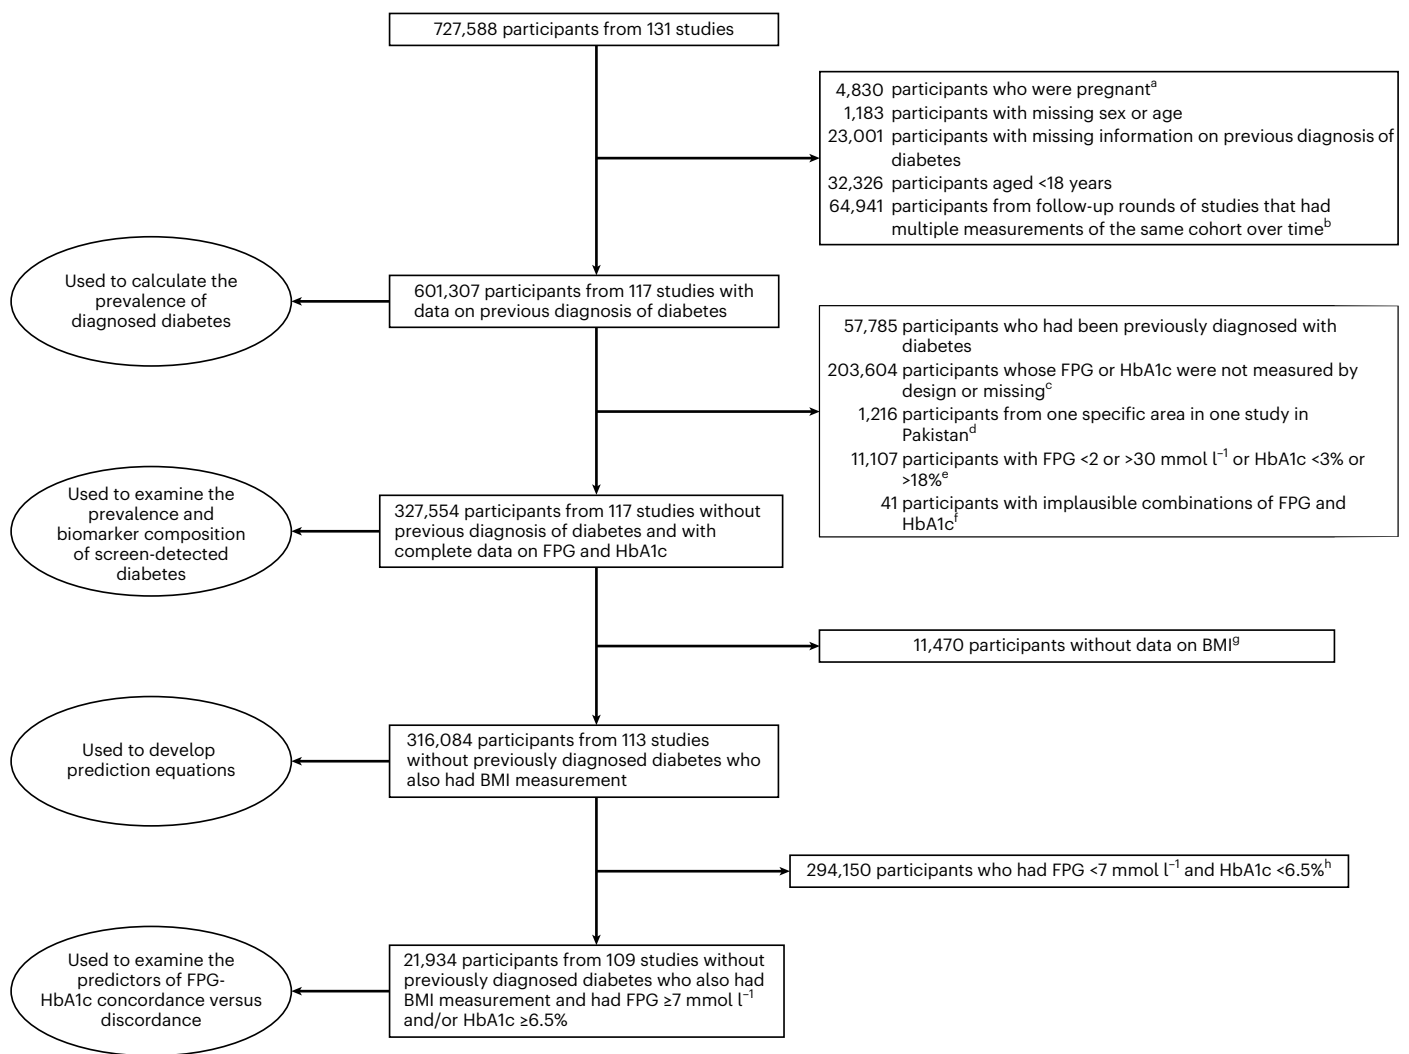 727,588 participants from 131 studies
4,830 participants who were pregnantᵃ
1,183 participants with missing sex or age
23,001 participants with missing information on previous diagnosis of
diabetes
32,326 participants aged <18 years
64,941 participants from follow-up rounds of studies that had
multiple measurements of the same cohort over timeᵇ
Used to calculate the
prevalence of
diagnosed diabetes
601,307 participants from 117 studies with
data on previous diagnosis of diabetes
57,785 participants who had been previously diagnosed with
diabetes
203,604 participants whose FPG or HbA1c were not measured by
design or missingᶜ
1,216 participants from one specific area in one study in
Pakistanᵈ
11,107 participants with FPG <2 or >30 mmol l⁻¹ or HbA1c <3% or
>18%ᵉ
41 participants with implausible combinations of FPG and
HbA1cᶠ
Used to examine the
prevalence and
biomarker composition
of screen-detected
diabetes
327,554 participants from 117 studies without
previous diagnosis of diabetes and with
complete data on FPG and HbA1c
11,470 participants without data on BMIᵍ
Used to develop
prediction equations
316,084 participants from 113 studies
without previously diagnosed diabetes who
also had BMI measurement
294,150 participants who had FPG <7 mmol l⁻¹ and HbA1c <6.5%ʰ
Used to examine the
predictors of FPG-
HbA1c concordance versus
discordance
21,934 participants from 109 studies without
previously diagnosed diabetes who also had
BMI measurement and had FPG ≥7 mmol l⁻¹
and/or HbA1c ≥6.5%